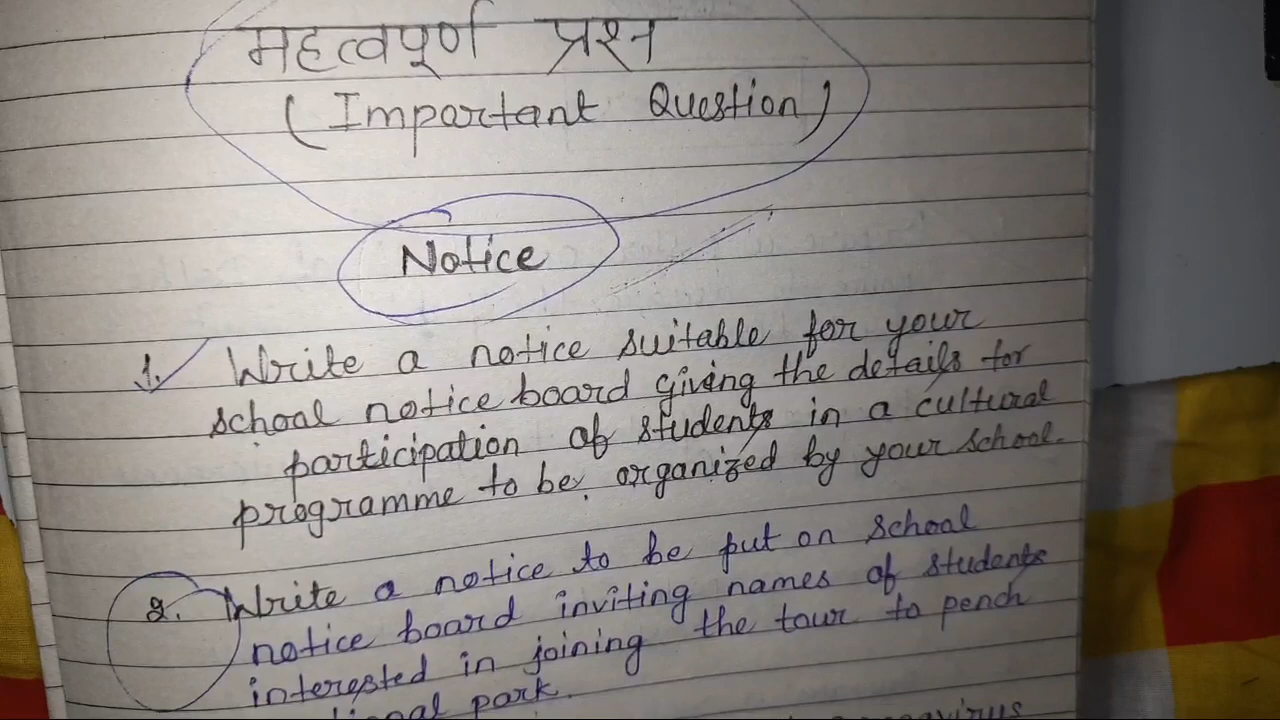 महत्वपूर्ण प्रश्न
(Important Question)
Notice
1. Write a notice suitable for your
school notice board giving the details for
participation of students in a cultural
programme to be organized by your school.
2. Write a notice to be put on school
notice board inviting names of students
interested in joining the tour to pench
park.